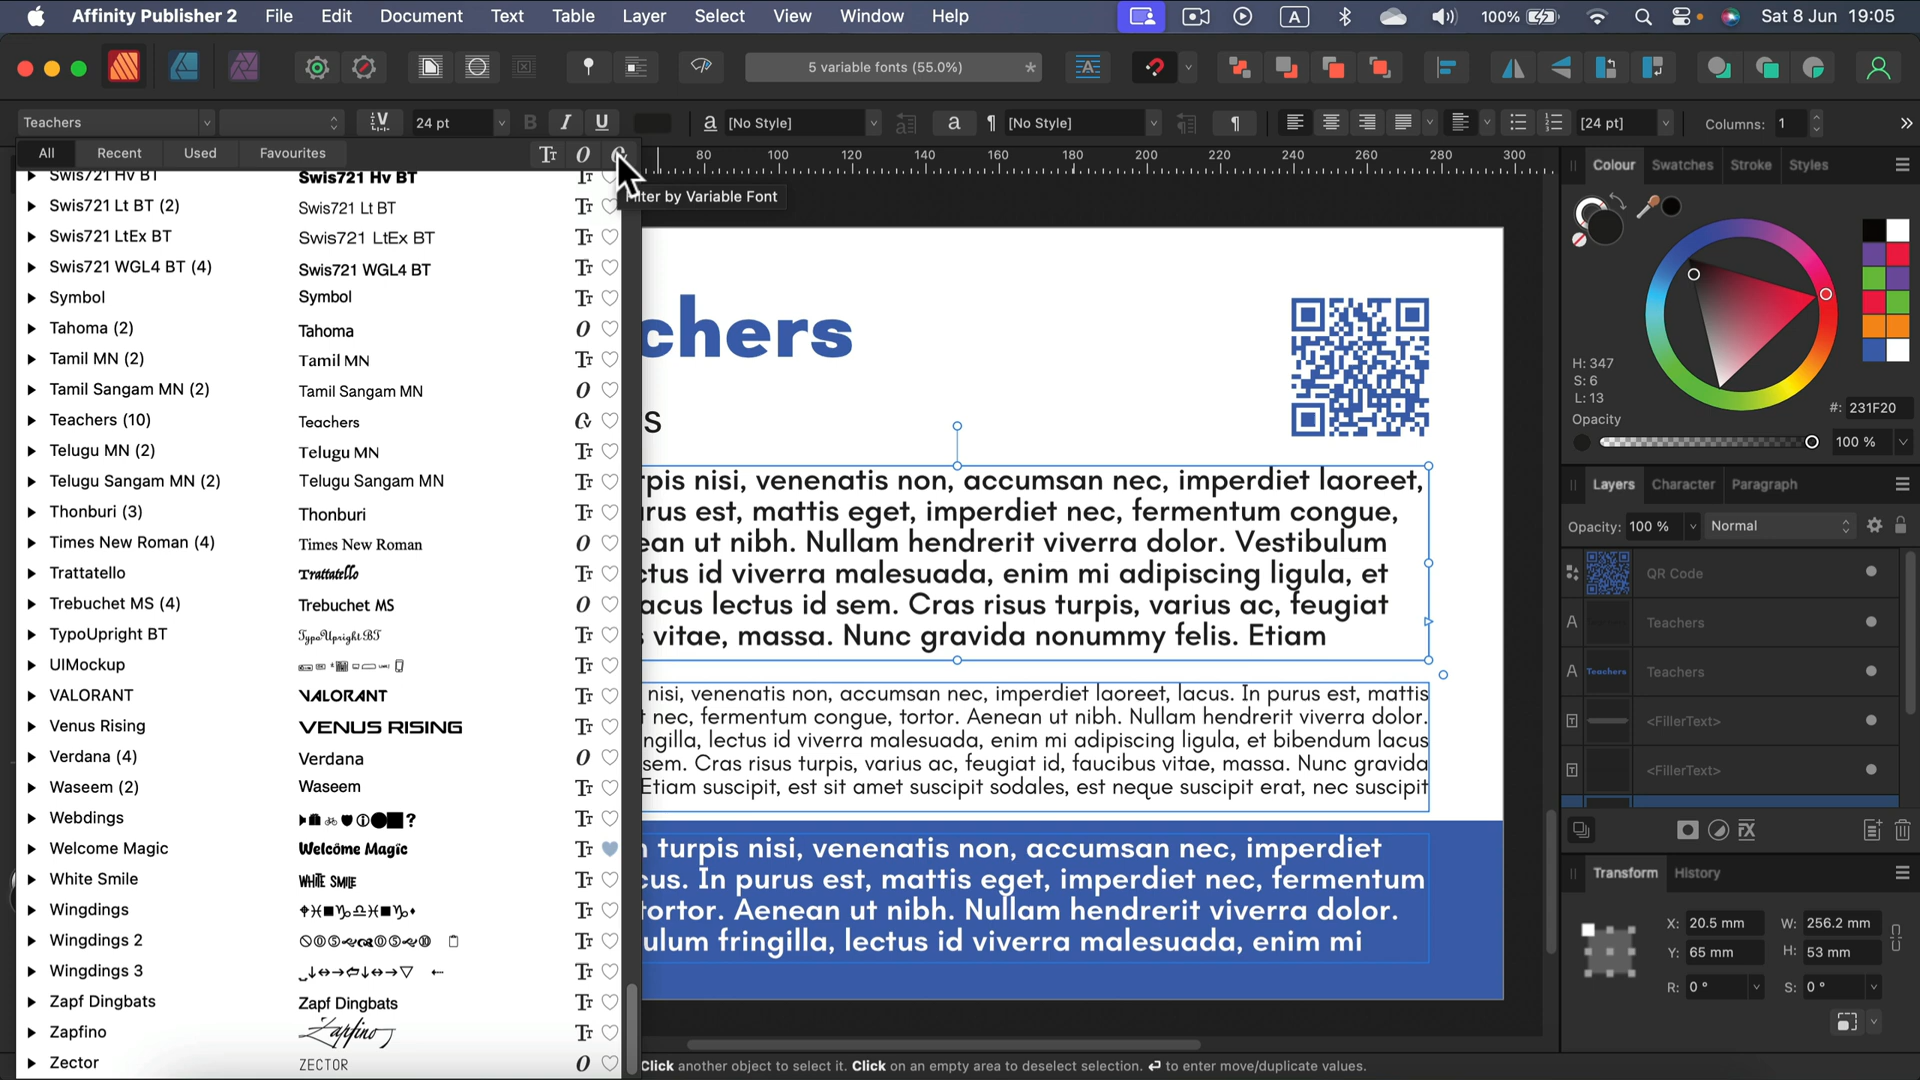 Affinity Publisher 2 File Edit Document Text Table Layer Select View Window Help
100% Sat 8 Jun 19:05
5 variable fonts (55.0%) *
Teachers 24 pt B I U a [No Style] a ¶ [No Style] ¶ [24 pt] Columns: 1
All Recent Used Favourites
80 100 120 140 160 180 200 220 240 260 280 300
by Variable Font
Swis721 Hv BT Swis721 Hv BT
Swis721 Lt BT (2) Swis721 Lt BT
Swis721 LtEx BT Swis721 LtEx BT
Swis721 WGL4 BT (4) Swis721 WGL4 BT
Symbol Symbol
Tahoma (2) Tahoma
Tamil MN (2) Tamil MN
Tamil Sangam MN (2) Tamil Sangam MN
Teachers (10) Teachers
Telugu MN (2) Telugu MN
Telugu Sangam MN (2) Telugu Sangam MN
Thonburi (3) Thonburi
Times New Roman (4) Times New Roman
Trattatello Trattatello
Trebuchet MS (4) Trebuchet MS
TypoUpright BT TypoUpright BT
UIMockup
VALORANT VALORANT
Venus Rising VENUS RISING
Verdana (4) Verdana
Waseem (2) Waseem
Webdings
Welcome Magic Welcome Magic
White Smile WHITE SMILE
Wingdings
Wingdings 2
Wingdings 3
Zapf Dingbats Zapf Dingbats
Zapfino Zapfino
Zector ZECTOR
chers
s
rpis nisi, venenatis non, accumsan nec, imperdiet laoreet,
rus est, mattis eget, imperdiet nec, fermentum congue,
ean ut nibh. Nullam hendrerit viverra dolor. Vestibulum
ctus id viverra malesuada, enim mi adipiscing ligula, et
acus lectus id sem. Cras risus turpis, varius ac, feugiat
s vitae, massa. Nunc gravida nonummy felis. Etiam
nisi, venenatis non, accumsan nec, imperdiet laoreet, lacus. In purus est, mattis
t nec, fermentum congue, tortor. Aenean ut nibh. Nullam hendrerit viverra dolor.
ngilla, lectus id viverra malesuada, enim mi adipiscing ligula, et bibendum lacus
sem. Cras risus turpis, varius ac, feugiat id, faucibus vitae, massa. Nunc gravida
Etiam suscipit, est sit amet suscipit sodales, est neque suscipit erat, nec suscipit
n turpis nisi, venenatis non, accumsan nec, imperdiet
cus. In purus est, mattis eget, imperdiet nec, fermentum
tortor. Aenean ut nibh. Nullam hendrerit viverra dolor.
ulum fringilla, lectus id viverra malesuada, enim mi
Click another object to select it. Click on an empty area to deselect selection. ↵ to enter move/duplicate values.
Colour Swatches Stroke Styles
H: 347
S: 6
L: 13
#: 231F20
Opacity
100 %
Layers Character Paragraph
Opacity: 100 % Normal
QR Code
A Teachers
A Teachers Teachers
T <FillerText>
T <FillerText>
Transform History
X: 20.5 mm W: 256.2 mm
Y: 65 mm H: 53 mm
R: 0 ° S: 0 °